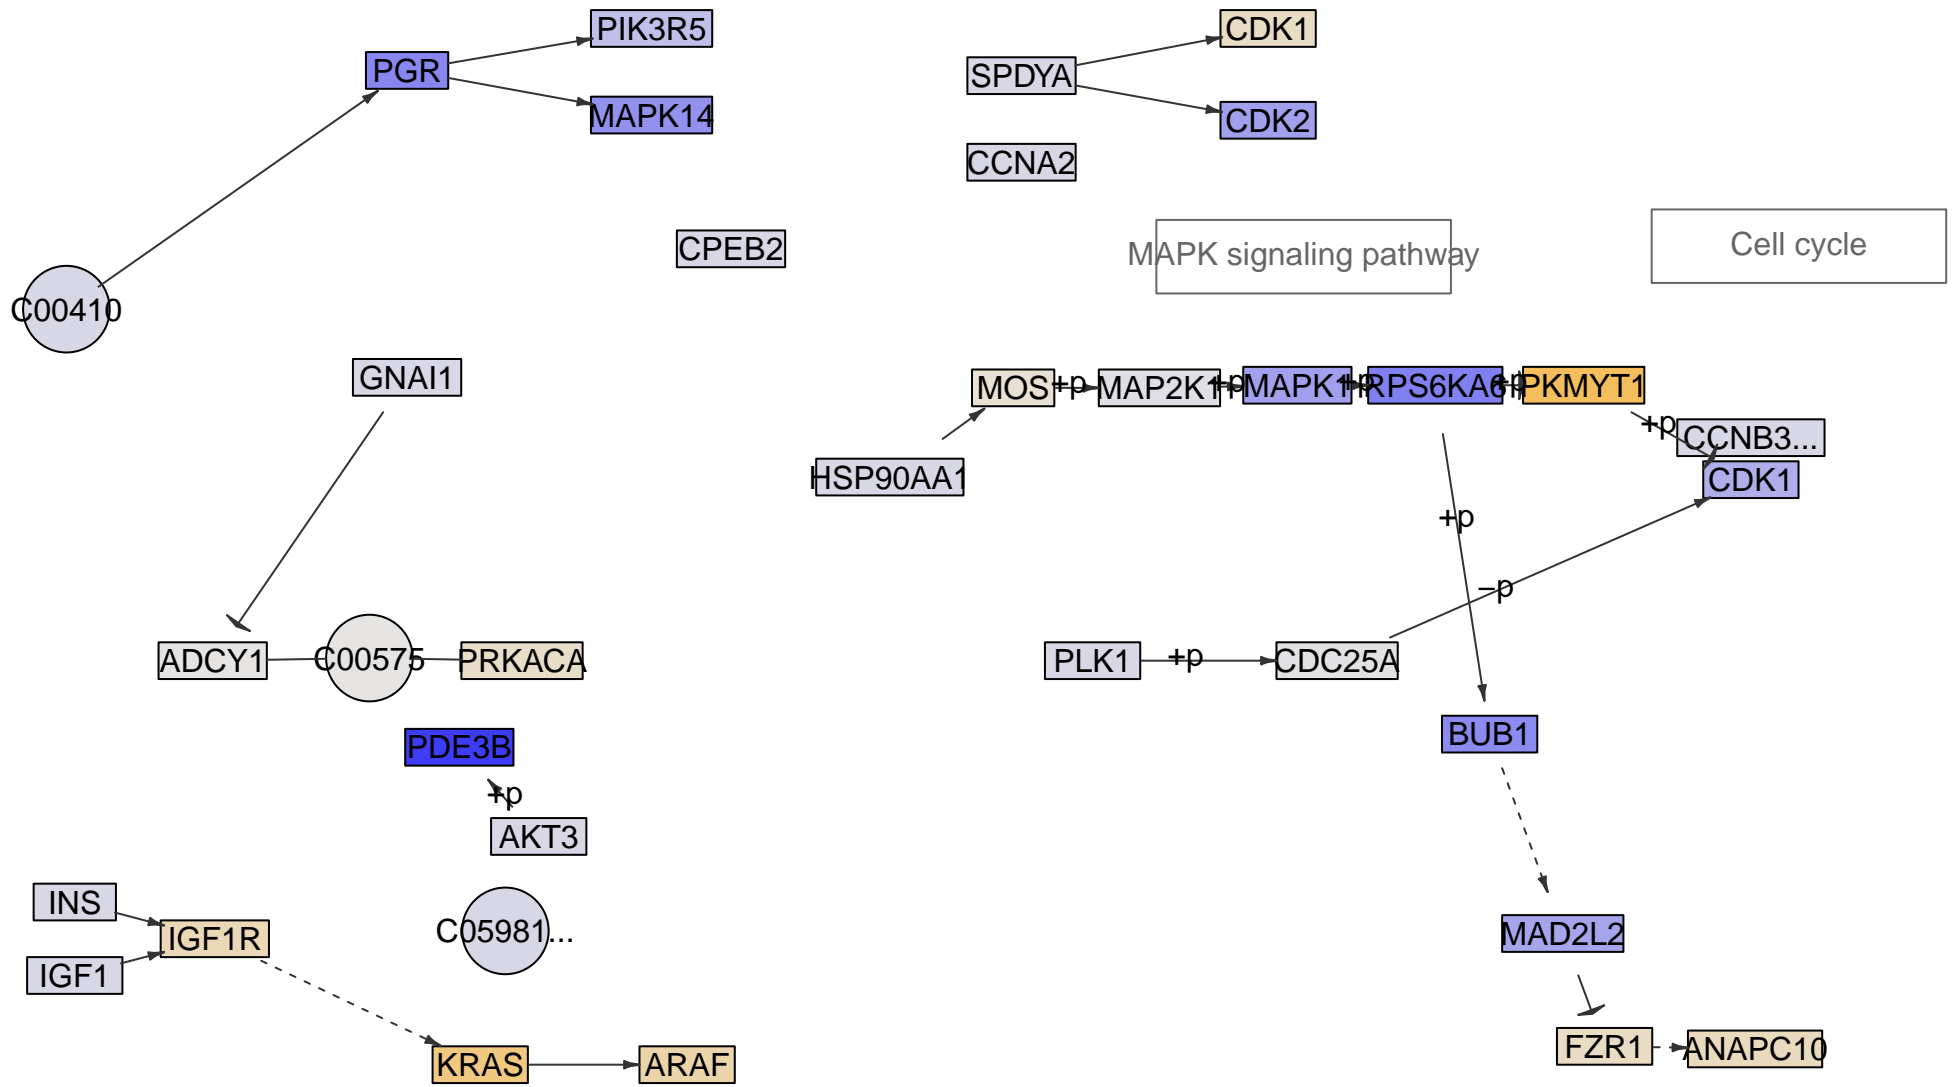 PIK3R5
CDK1
PGR
SPDYA
MAPK14
CDK2
CCNA2
CPEB2
MAPK signaling pathway
Cell cycle
C00410
GNAI1
MOS
+p
MAP2K1
+p
MAPK1
+p
RPS6KA6
+p
PKMYT1
+p
CCNB3...
HSP90AA1
CDK1
+p
−p
ADCY1
C00575
PRKACA
PLK1
+p
CDC25A
PDE3B
BUB1
+p
AKT3
INS
IGF1R
C05981...
MAD2L2
IGF1
KRAS
ARAF
FZR1
ANAPC10